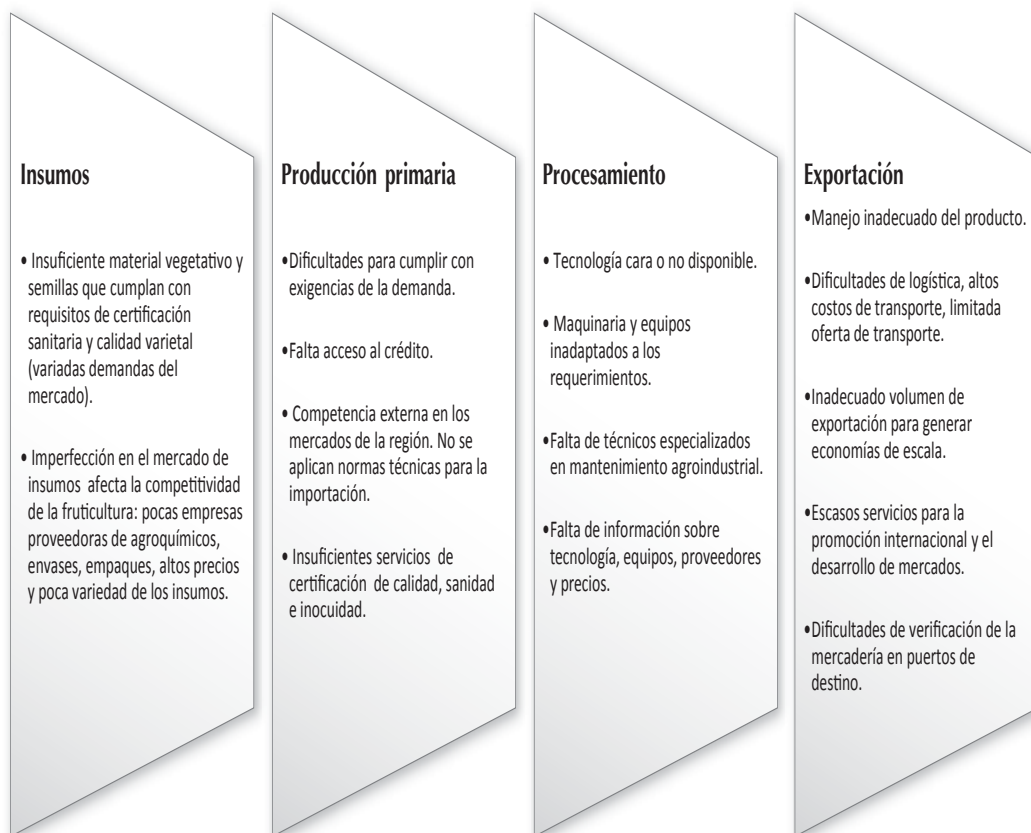 Insumos
• Insuficiente material vegetativo y
semillas que cumplan con
requisitos de certificación
sanitaria y calidad varietal
(variadas demandas del
mercado).
• Imperfección en el mercado de
insumos afecta la competitividad
de la fruticultura: pocas empresas
proveedoras de agroquímicos,
envases, empaques, altos precios
y poca variedad de los insumos.
Producción primaria
•Dificultades para cumplir con
exigencias de la demanda.
•Falta acceso al crédito.
• Competencia externa en los
mercados de la región. No se
aplican normas técnicas para la
importación.
• Insuficientes servicios de
certificación de calidad, sanidad
e inocuidad.
Procesamiento
• Tecnología cara o no disponible.
• Maquinaria y equipos
inadaptados a los
requerimientos.
•Falta de técnicos especializados
en mantenimiento agroindustrial.
•Falta de información sobre
tecnología, equipos, proveedores
y precios.
Exportación
•Manejo inadecuado del producto.
•Dificultades de logística, altos
costos de transporte, limitada
oferta de transporte.
•Inadecuado volumen de
exportación para generar
economías de escala.
•Escasos servicios para la
promoción internacional y el
desarrollo de mercados.
•Dificultades de verificación de la
mercadería en puertos de
destino.